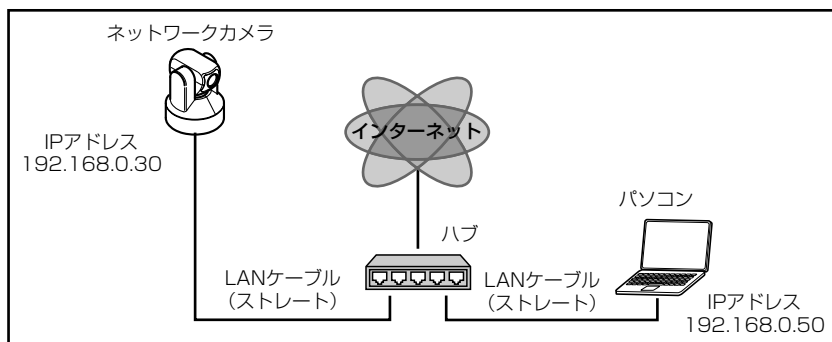 ネットワークカメラ
IPアドレス
192.168.0.30
インターネット
パソコン
ハブ
LANケーブル
（ストレート）
LANケーブル
（ストレート）
IPアドレス
192.168.0.50